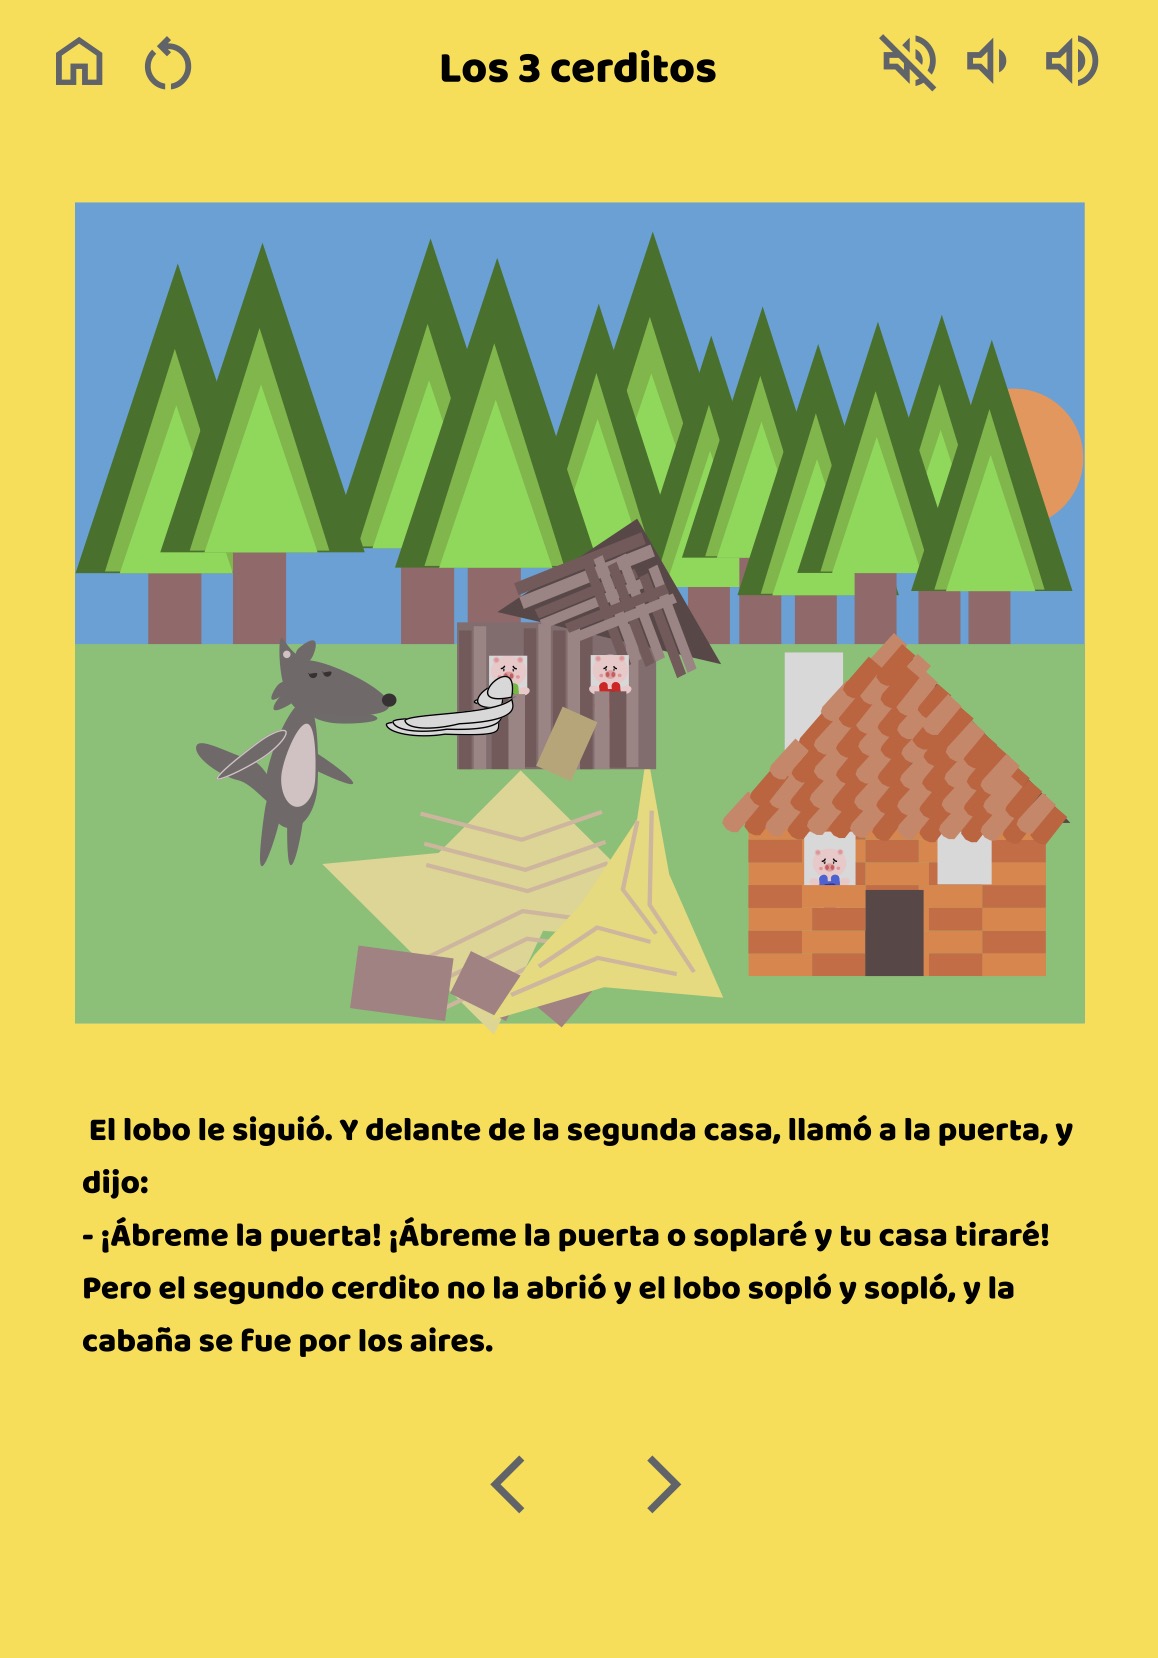 Los 3 cerditos
El lobo le siguió. Y delante de la segunda casa, llamó a la puerta, y
dijo:
- ¡Ábreme la puerta! ¡Ábreme la puerta o soplaré y tu casa tiraré!
Pero el segundo cerdito no la abrió y el lobo sopló y sopló, y la
cabaña se fue por los aires.